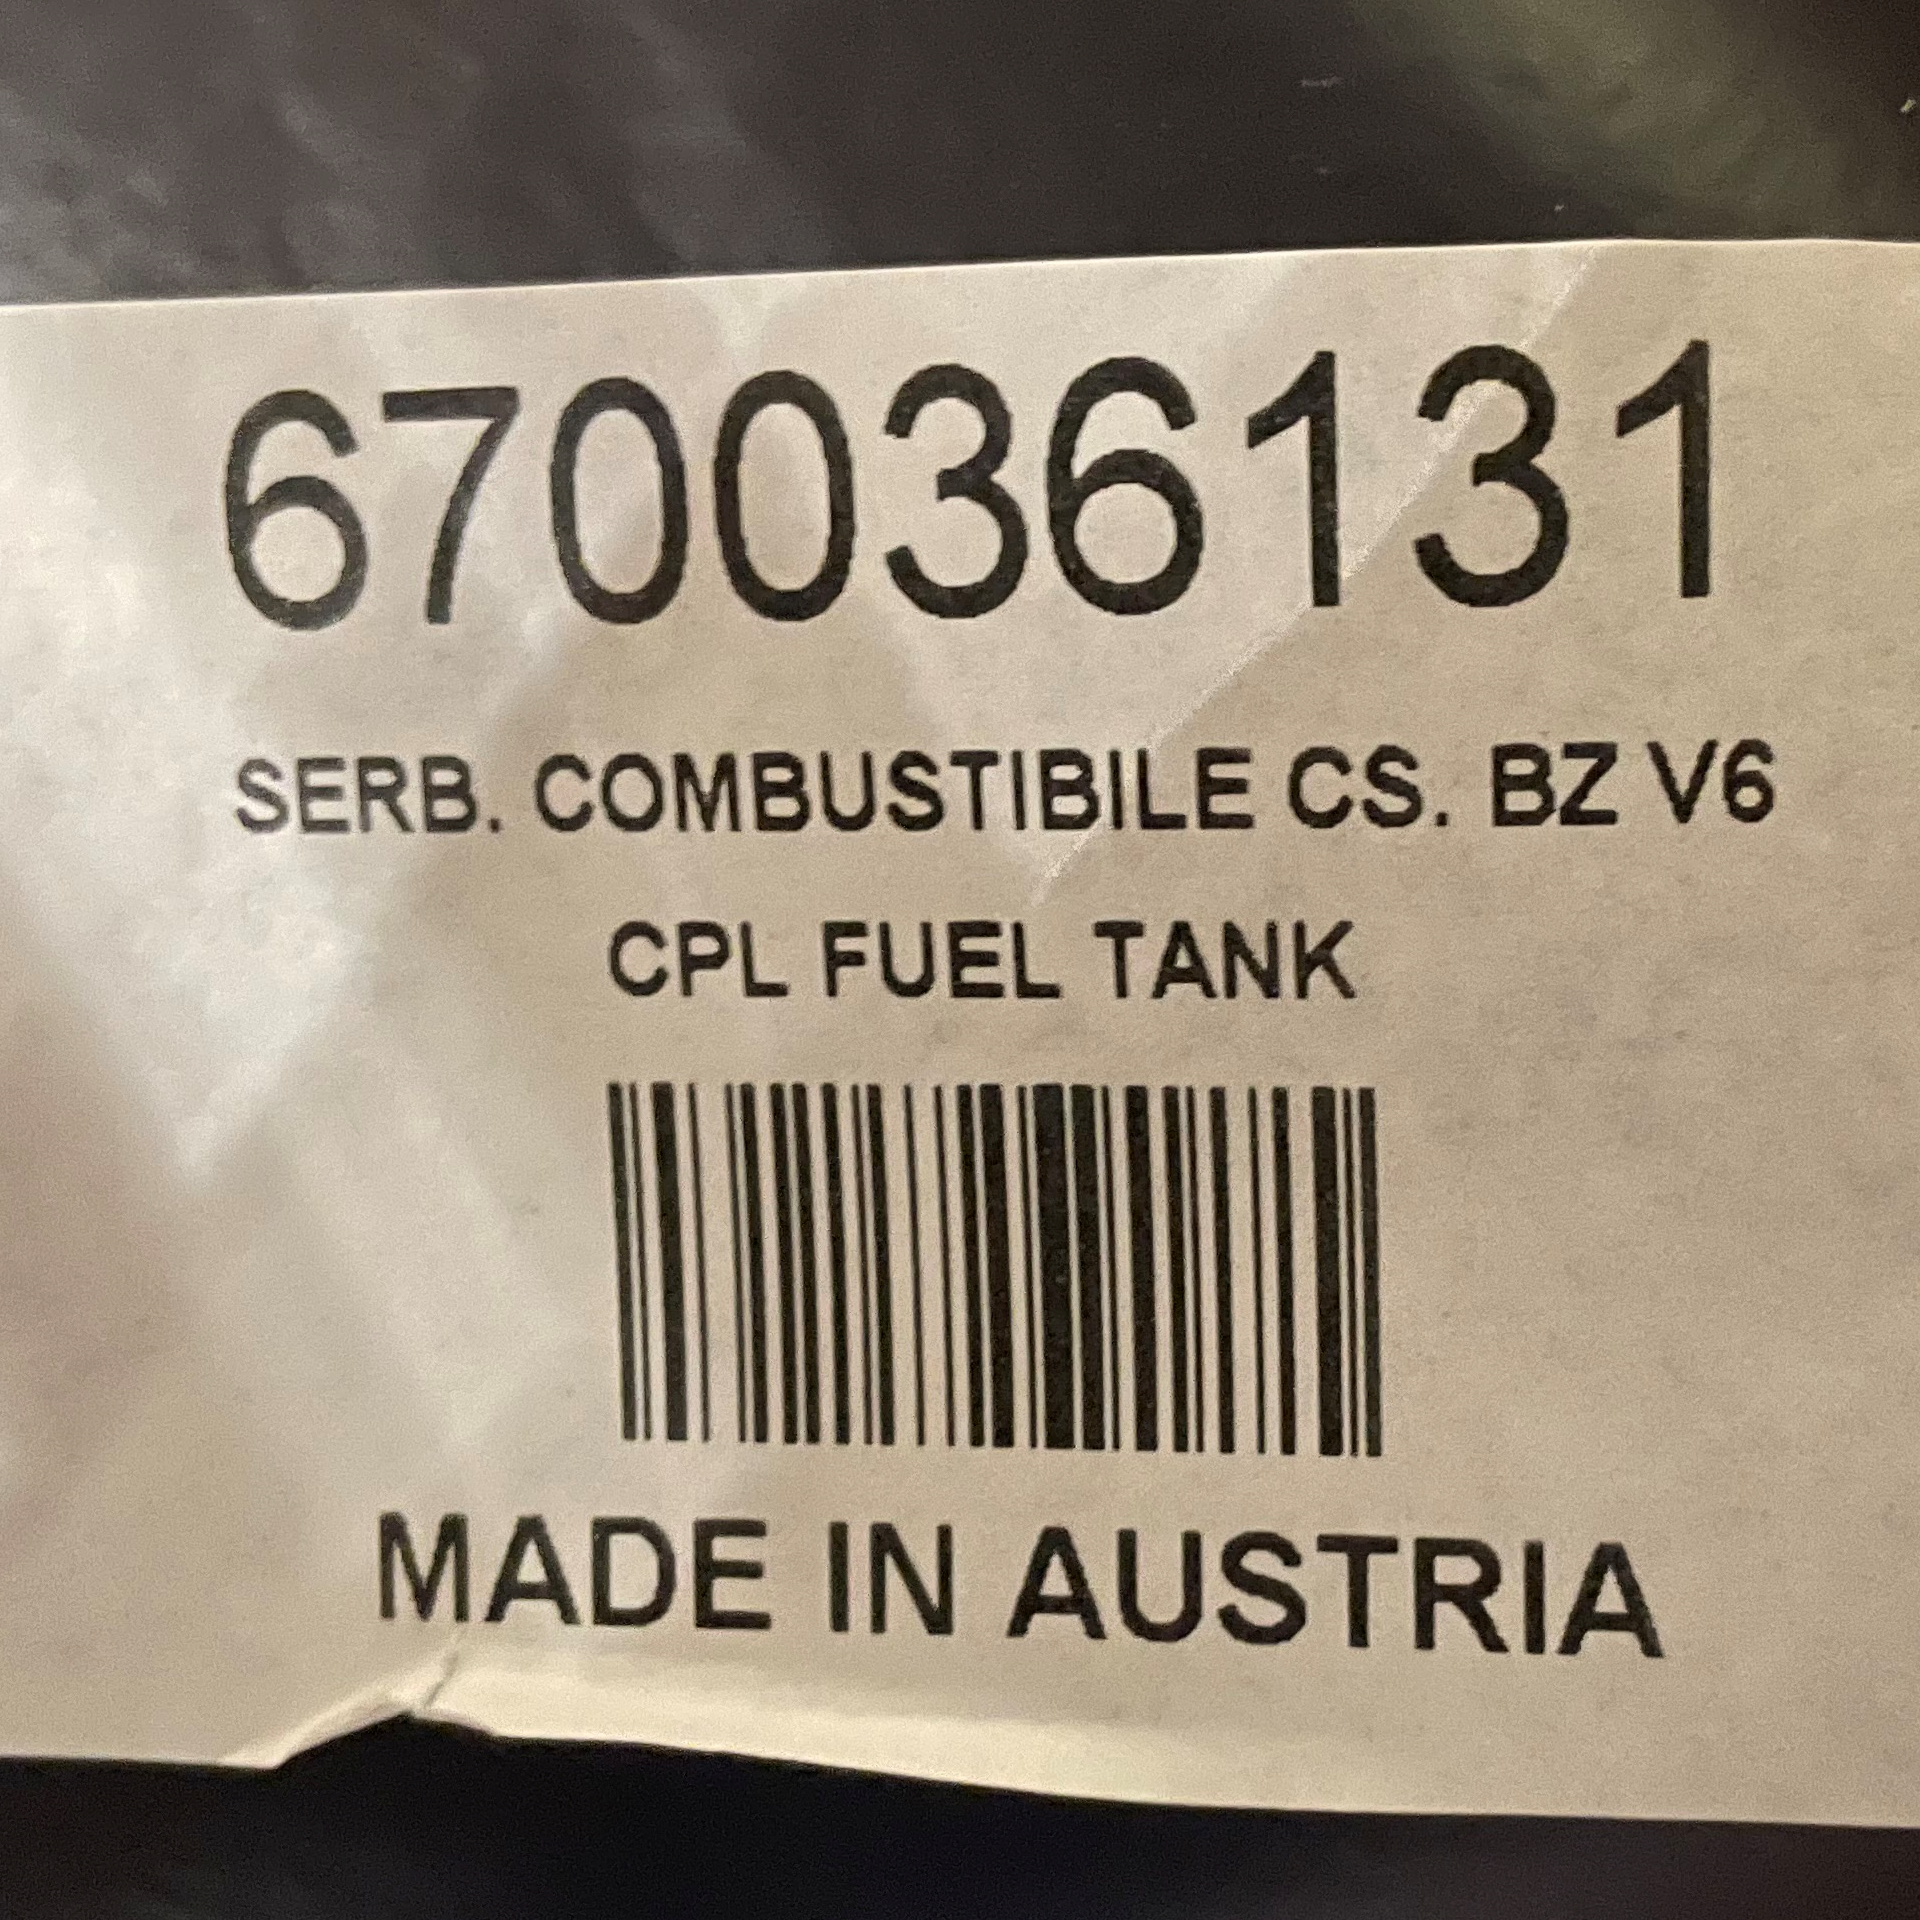 670036131
SERB. COMBUSTIBILE CS. BZ V6
CPL FUEL TANK
MADE IN AUSTRIA